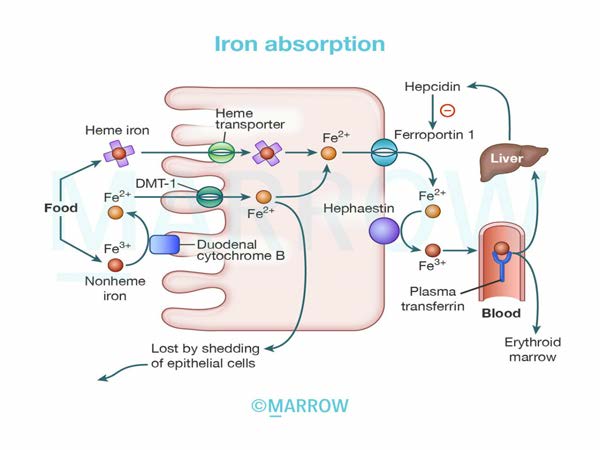 Iron absorption
Hepcidin
Heme
transporter
Heme iron
Fe²⁺
Ferroportin 1
Liver
DMT-1
Fe²⁺
Fe²⁺
Food
Fe²⁺
Hephaestin
Fe³⁺
Duodenal
cytochrome B
Fe³⁺
Nonheme
iron
Plasma
transferrin
Blood
Lost by shedding
of epithelial cells
Erythroid
marrow
©MARROW
MARROW